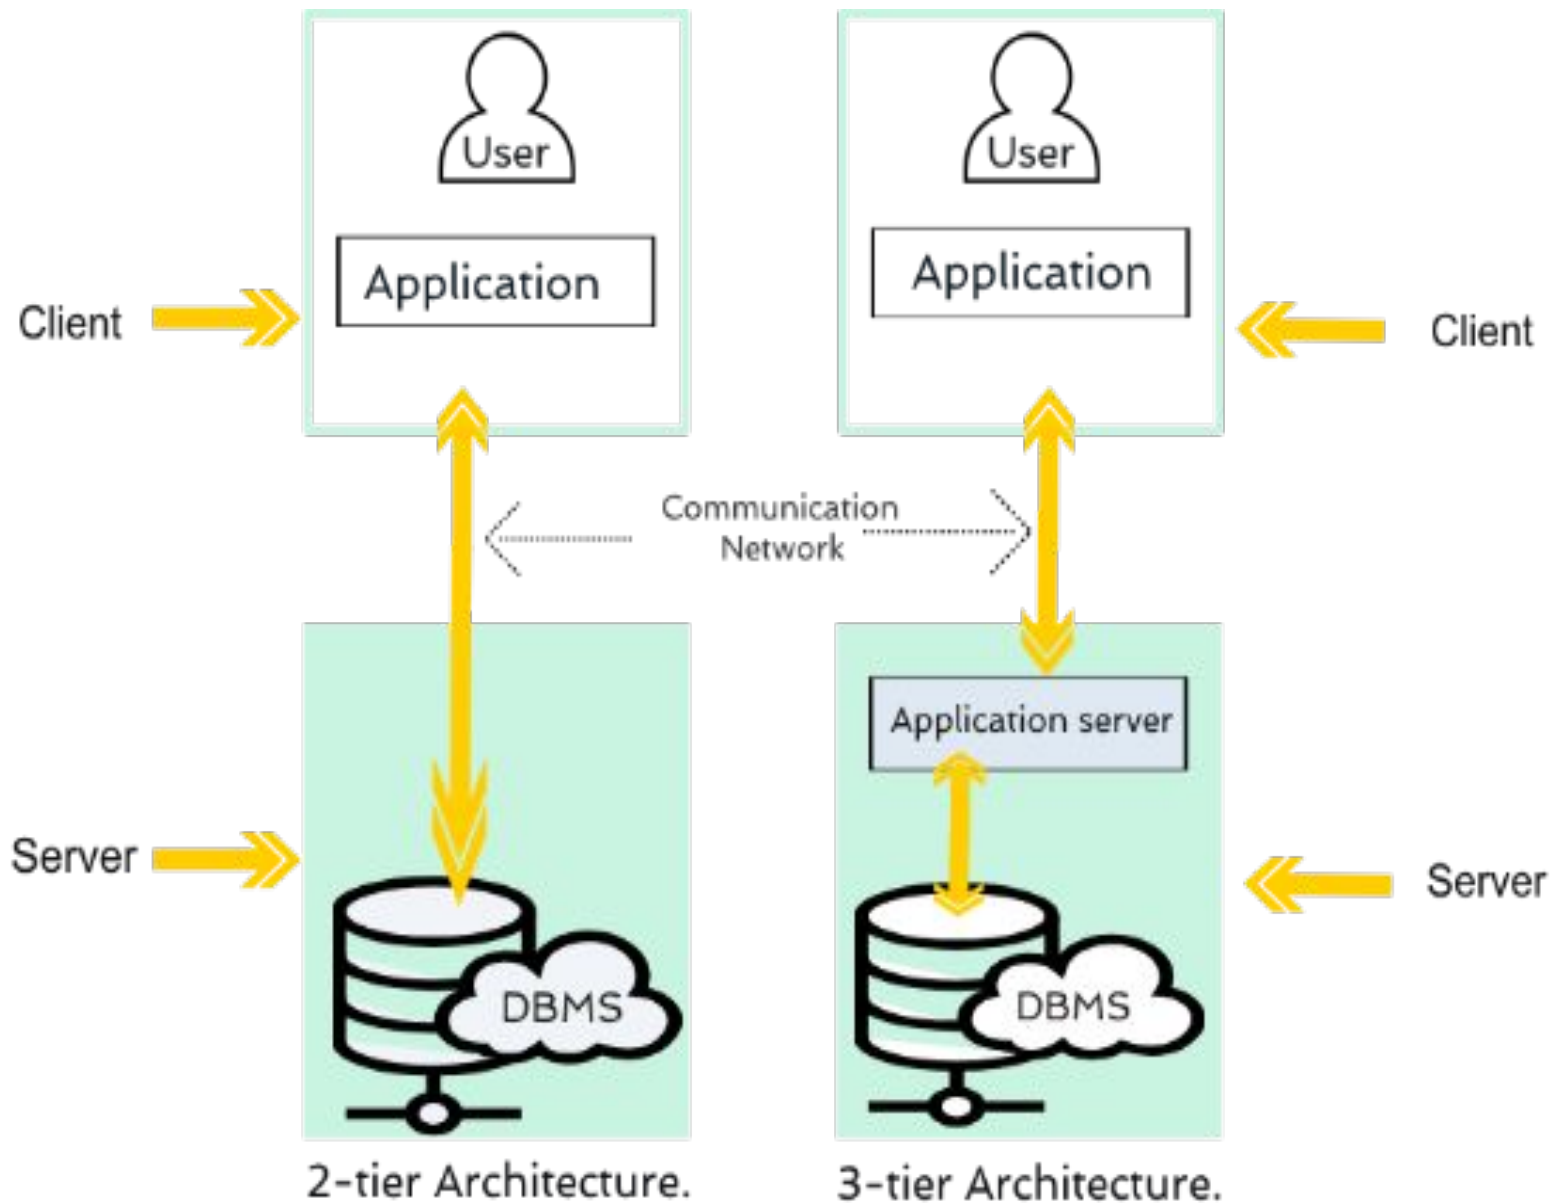 User
User
Application
Application
Client
Client
Communication
Network
Application server
Server
Server
DBMS
DBMS
2-tier Architecture.
3-tier Architecture.